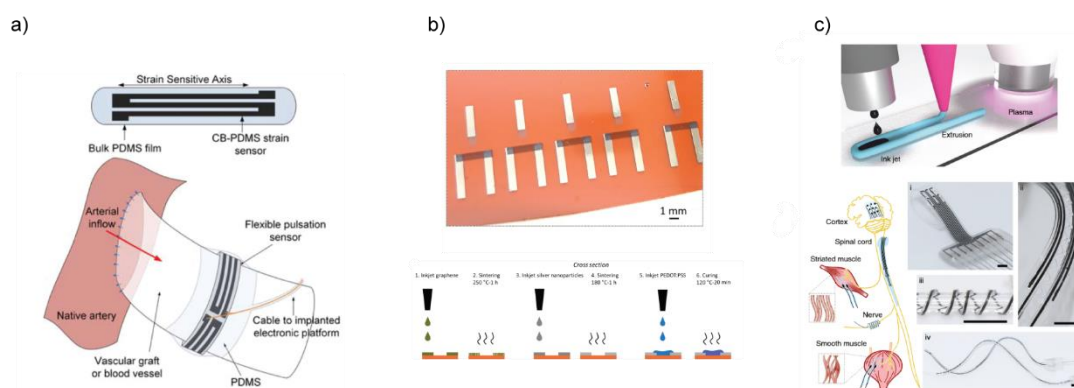 a)
Strain Sensitive Axis
Bulk PDMS film
CB-PDMS strain
sensor
Arterial
inflow
Flexible pulsation
sensor
Native artery
Cable to implanted
electronic platform
Vascular graft
or blood vessel
PDMS
b)
1 mm
Cross section
1. Inkjet graphene
2. Sintering
250 °C-1 h
3. Inkjet silver nanoparticles
4. Sintering
180 °C-1 h
5. Inkjet PEDOT:PSS
6. Curing
120 °C-20 min
c)
Plasma
Extrusion
Ink jet
Cortex
Spinal cord
Striated muscle
Nerve
Smooth muscle
i
ii
iii
iv